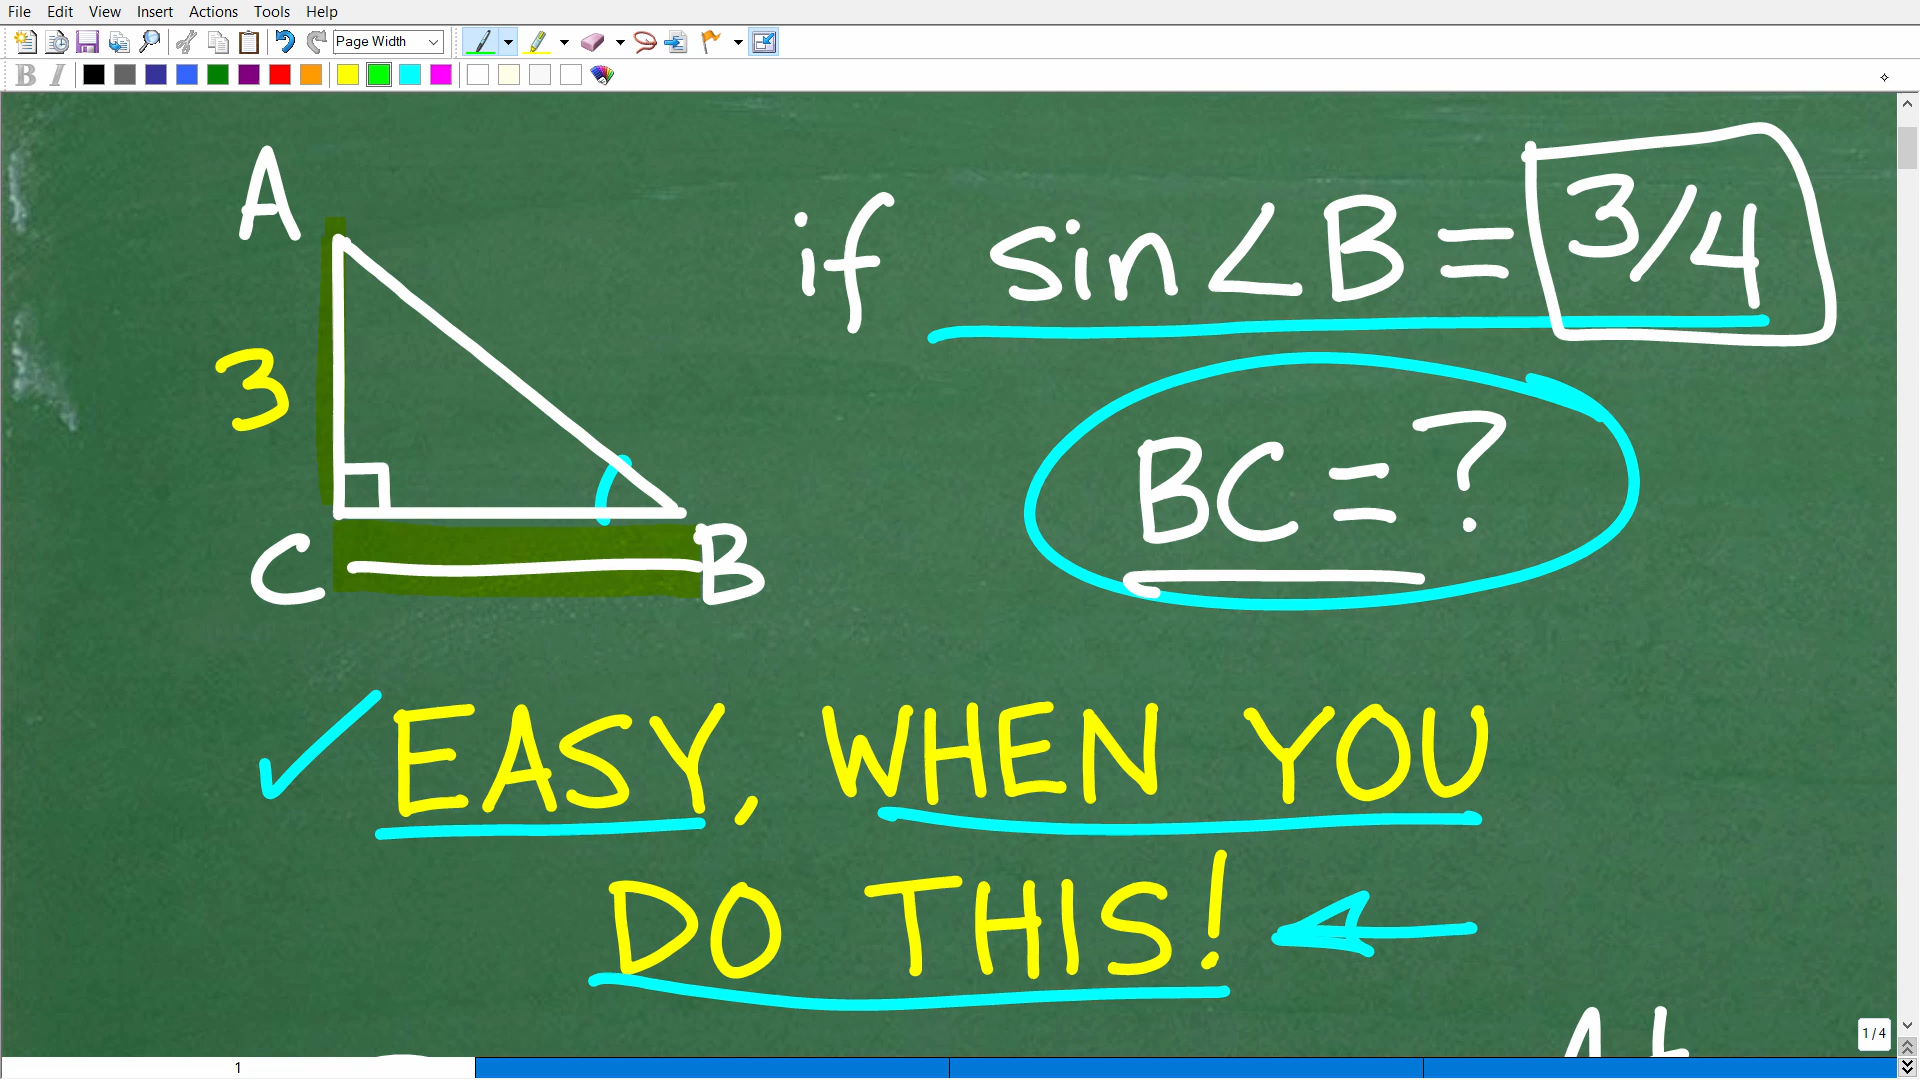 File Edit View Insert Actions Tools Help
Page Width
B I
A
if sin∠B = 3/4
3
BC = ?
C B
EASY, WHEN YOU
DO THIS!
1 / 4
1